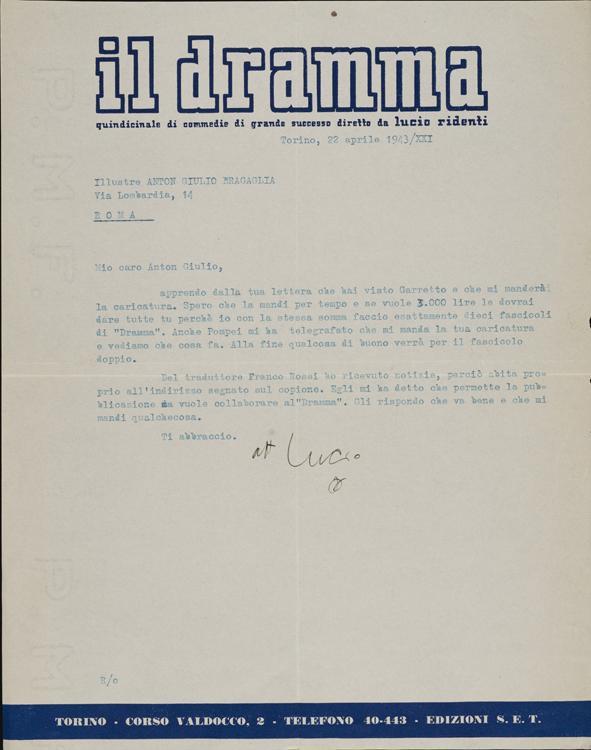 il dramma
quindicinale di commedie di grande successo diretto da lucio ridenti
Torino, 22 aprile 1943/XXI
Illustre ANTON GIULIO BRAGAGLIA
Via Lombardia, 14
ROMA
Mio caro Anton Giulio,
apprendo dalla tua lettera che hai visto Garretto e che mi manderà
la caricatura. Spero che la mandi per tempo e se vuole 3.000 lire le dovrai
dare tutte tu perchè io con la stessa somma faccio esattamente dieci fascicoli
di "Dramma". Anche Pompei mi ha telegrafato che mi manda la tua caricatura
e vediamo che cosa fa. Alla fine qualcosa di buono verrà per il fascicolo
doppio.
Del traduttore Franco Rossi ho ricevuto notizie, perciò abita pro=
prio all'indirizzo segnato sul copione. Egli mi ha detto che permette la pub=
blicazione ma vuole collaborare al"Dramma". Gli rispondo che va bene e che mi
mandi qualchecosa.
Ti abbraccio.
Lucio
R/o
TORINO - CORSO VALDOCCO, 2 - TELEFONO 40-443 - EDIZIONI S. E. T.
P. M. F.
P. M